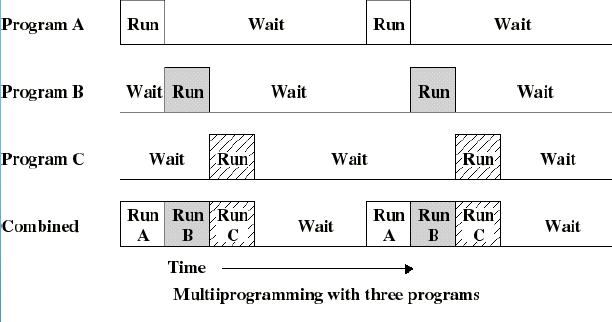 Program A Run Wait Run Wait
Program B Wait Run Wait Run Wait
Program C Wait Run Wait Run Wait
Combined Run A Run B Run C Wait Run A Run B Run C Wait
Time
Multiiprogramming with three programs